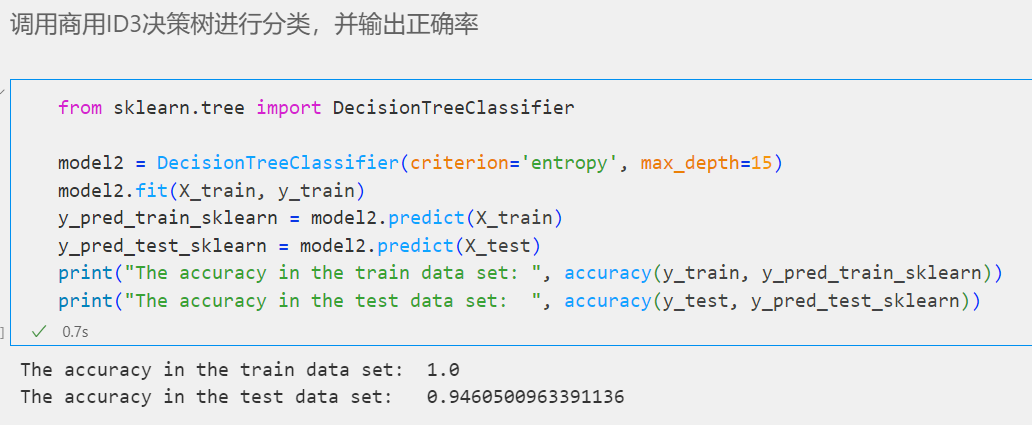 调用商用ID3决策树进行分类，并输出正确率
from sklearn.tree import DecisionTreeClassifier
model2 = DecisionTreeClassifier(criterion='entropy', max_depth=15)
model2.fit(X_train, y_train)
y_pred_train_sklearn = model2.predict(X_train)
y_pred_test_sklearn = model2.predict(X_test)
print("The accuracy in the train data set: ", accuracy(y_train, y_pred_train_sklearn))
print("The accuracy in the test data set:  ", accuracy(y_test, y_pred_test_sklearn))
] ✓ 0.7s
The accuracy in the train data set:  1.0
The accuracy in the test data set:   0.9460500963391136